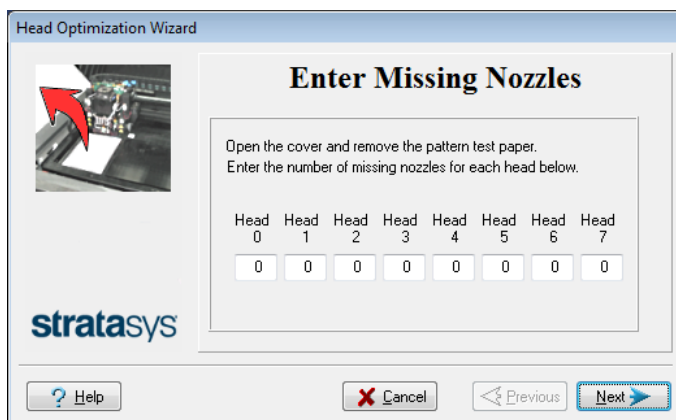 Head Optimization Wizard
Enter Missing Nozzles
Open the cover and remove the pattern test paper.
Enter the number of missing nozzles for each head below.
Head Head Head Head Head Head Head Head
0 1 2 3 4 5 6 7
0 0 0 0 0 0 0 0
stratasys
? Help
Cancel
Previous
Next